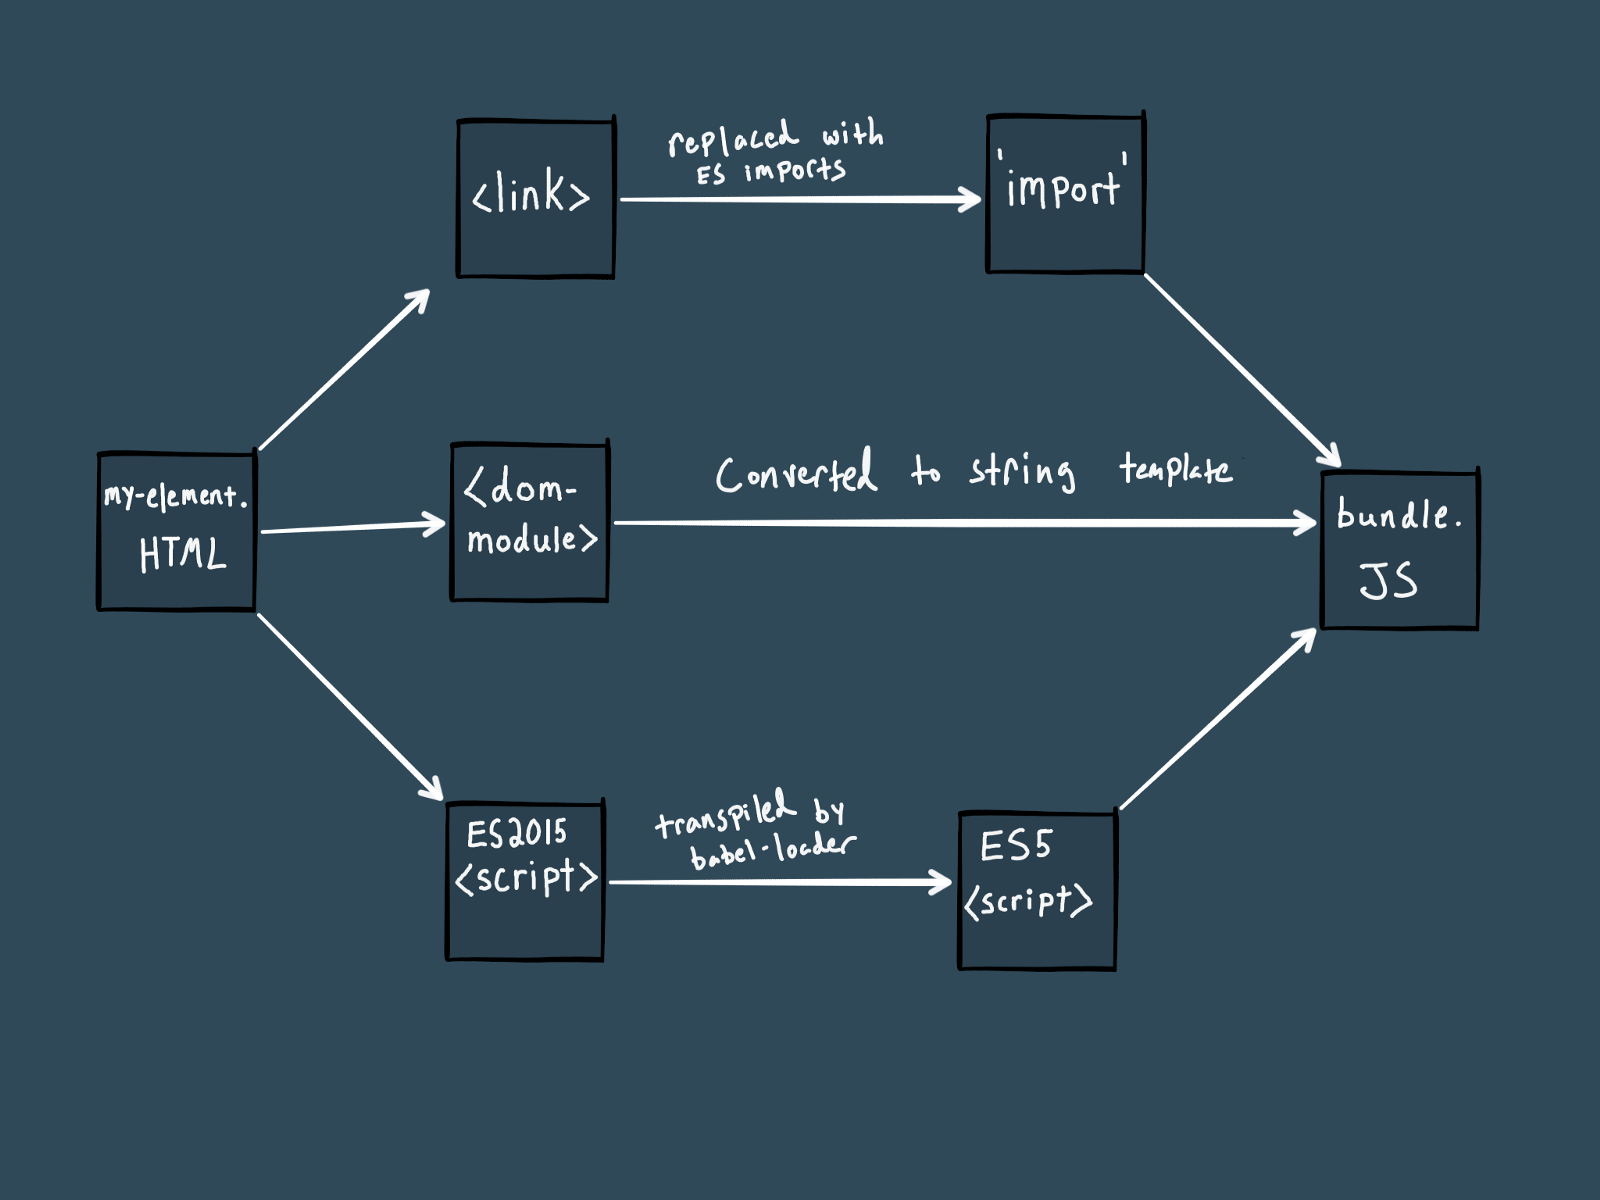 <link>
replaced with
ES imports
'import'
my-element.
HTML
<dom-
module>
Converted to string template
bundle.
JS
ES2015
<script>
transpiled by
babel-loader
ES5
<script>